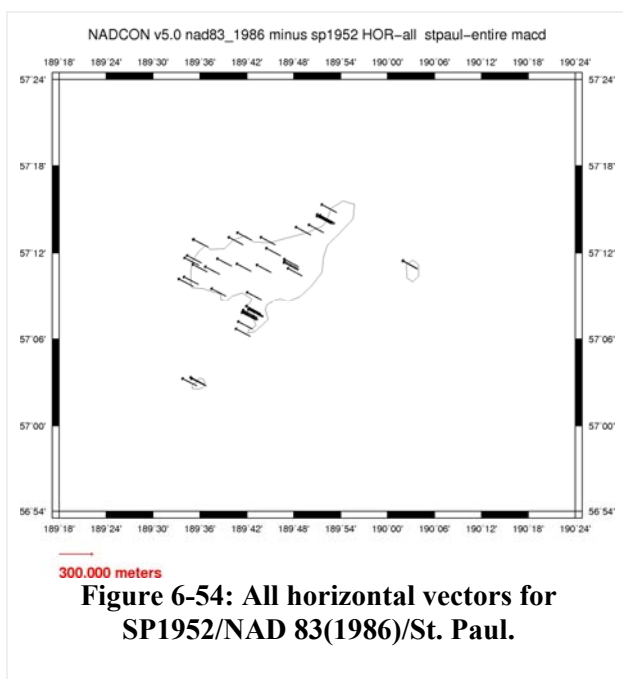 NADCON v5.0 nad83_1986 minus sp1952 HOR-all stpaul-entire macd
189˚18' 189˚24' 189˚30' 189˚36' 189˚42' 189˚48' 189˚54' 190˚00' 190˚06' 190˚12' 190˚18' 190˚24'
57˚24' 57˚24'
57˚18' 57˚18'
57˚12' 57˚12'
57˚06' 57˚06'
57˚00' 57˚00'
56˚54' 56˚54'
189˚18' 189˚24' 189˚30' 189˚36' 189˚42' 189˚48' 189˚54' 190˚00' 190˚06' 190˚12' 190˚18' 190˚24'
300.000 meters
Figure 6-54: All horizontal vectors for
SP1952/NAD 83(1986)/St. Paul.